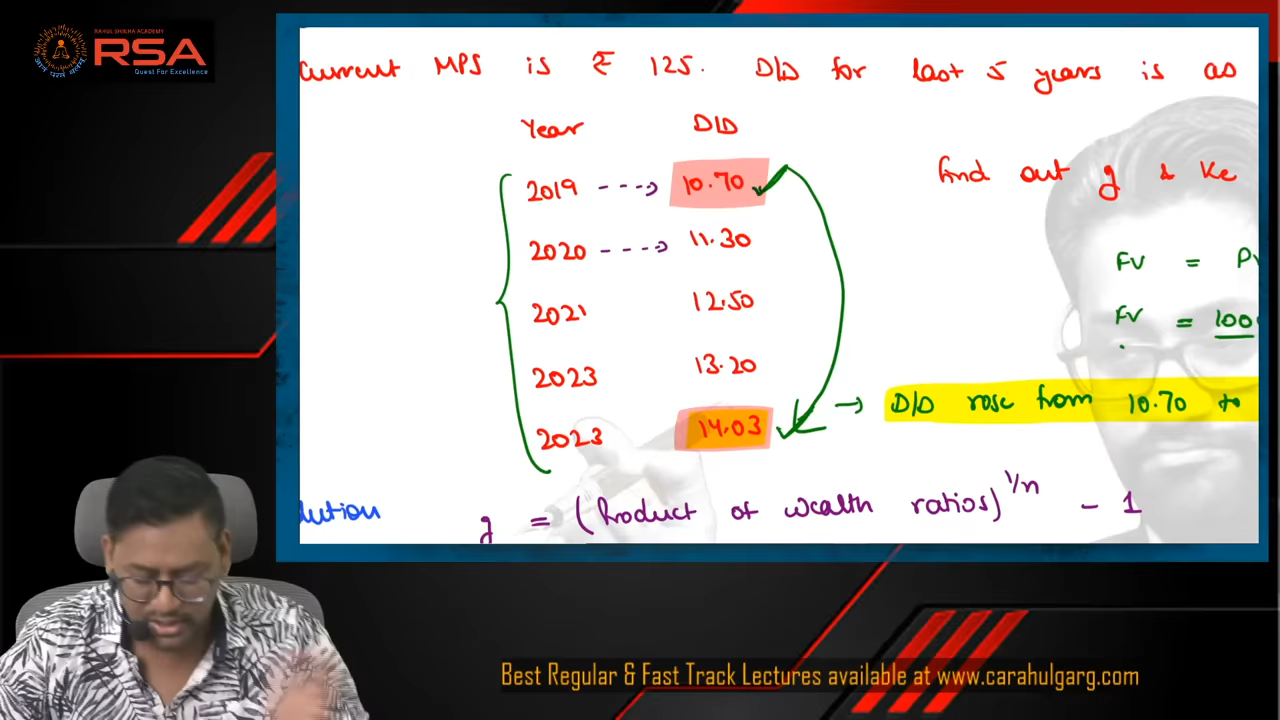 RAHUL SHIKHA ACADEMY
RSA
Quest For Excellence
Current MPS is ₹ 125. D/D for last 5 years is as
Year D/D
2019 ---> 10.70
2020 ---> 11.30
2021 12.50
2023 13.20
2023 14.03
find out g & Ke
FV = PV
FV = 1000
→ D/D rose from 10.70 to
lution g = (Product of wealth ratios)^1/n - 1
Best Regular & Fast Track Lectures available at www.carahulgarg.com